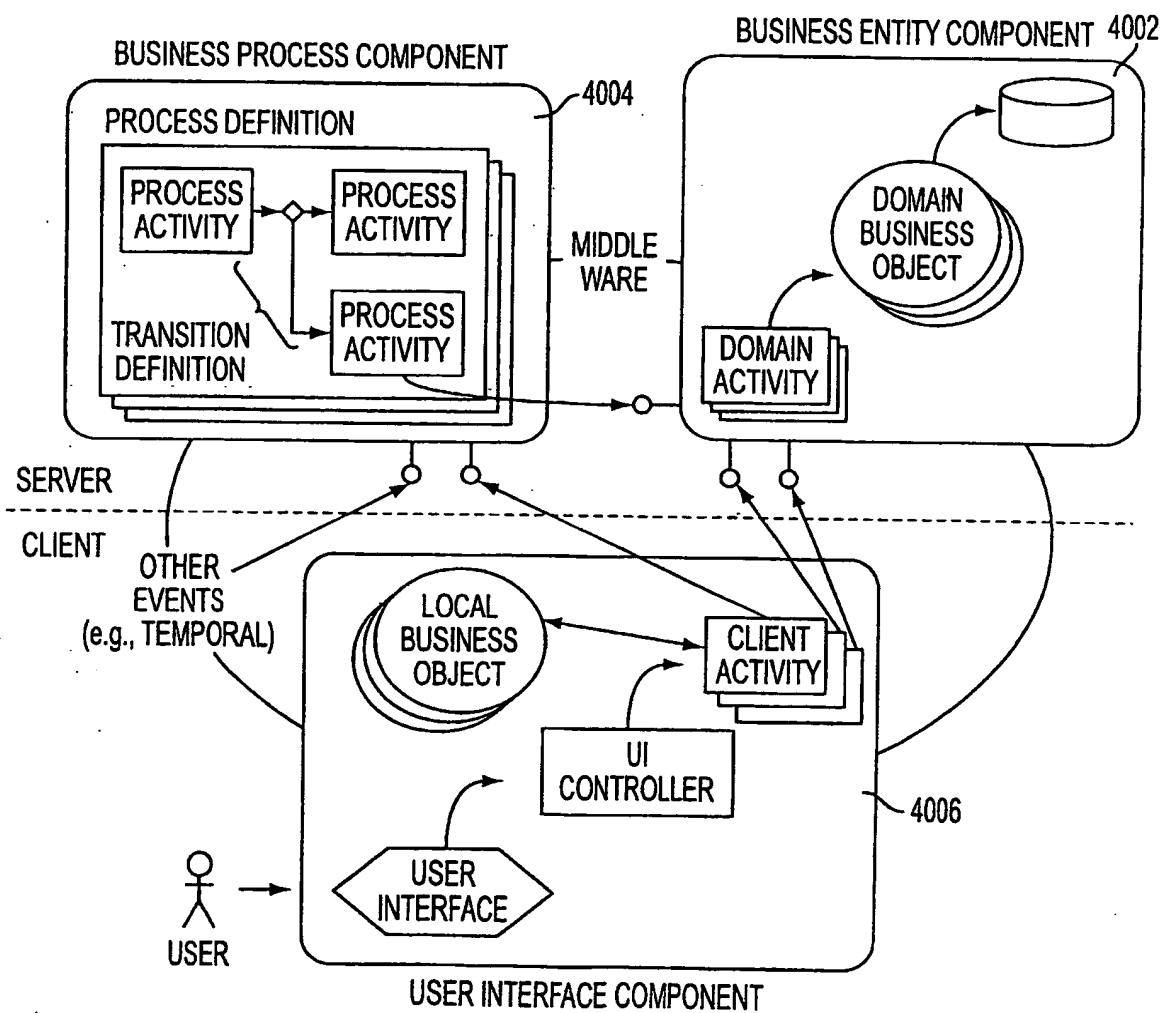 BUSINESS PROCESS COMPONENT
4004
PROCESS DEFINITION
PROCESS
ACTIVITY
PROCESS
ACTIVITY
PROCESS
ACTIVITY
TRANSITION
DEFINITION
MIDDLE
WARE
BUSINESS ENTITY COMPONENT
4002
DOMAIN
BUSINESS
OBJECT
DOMAIN
ACTIVITY
SERVER
CLIENT
OTHER
EVENTS
(e.g., TEMPORAL)
LOCAL
BUSINESS
OBJECT
CLIENT
ACTIVITY
UI
CONTROLLER
4006
USER
INTERFACE
USER
USER INTERFACE COMPONENT